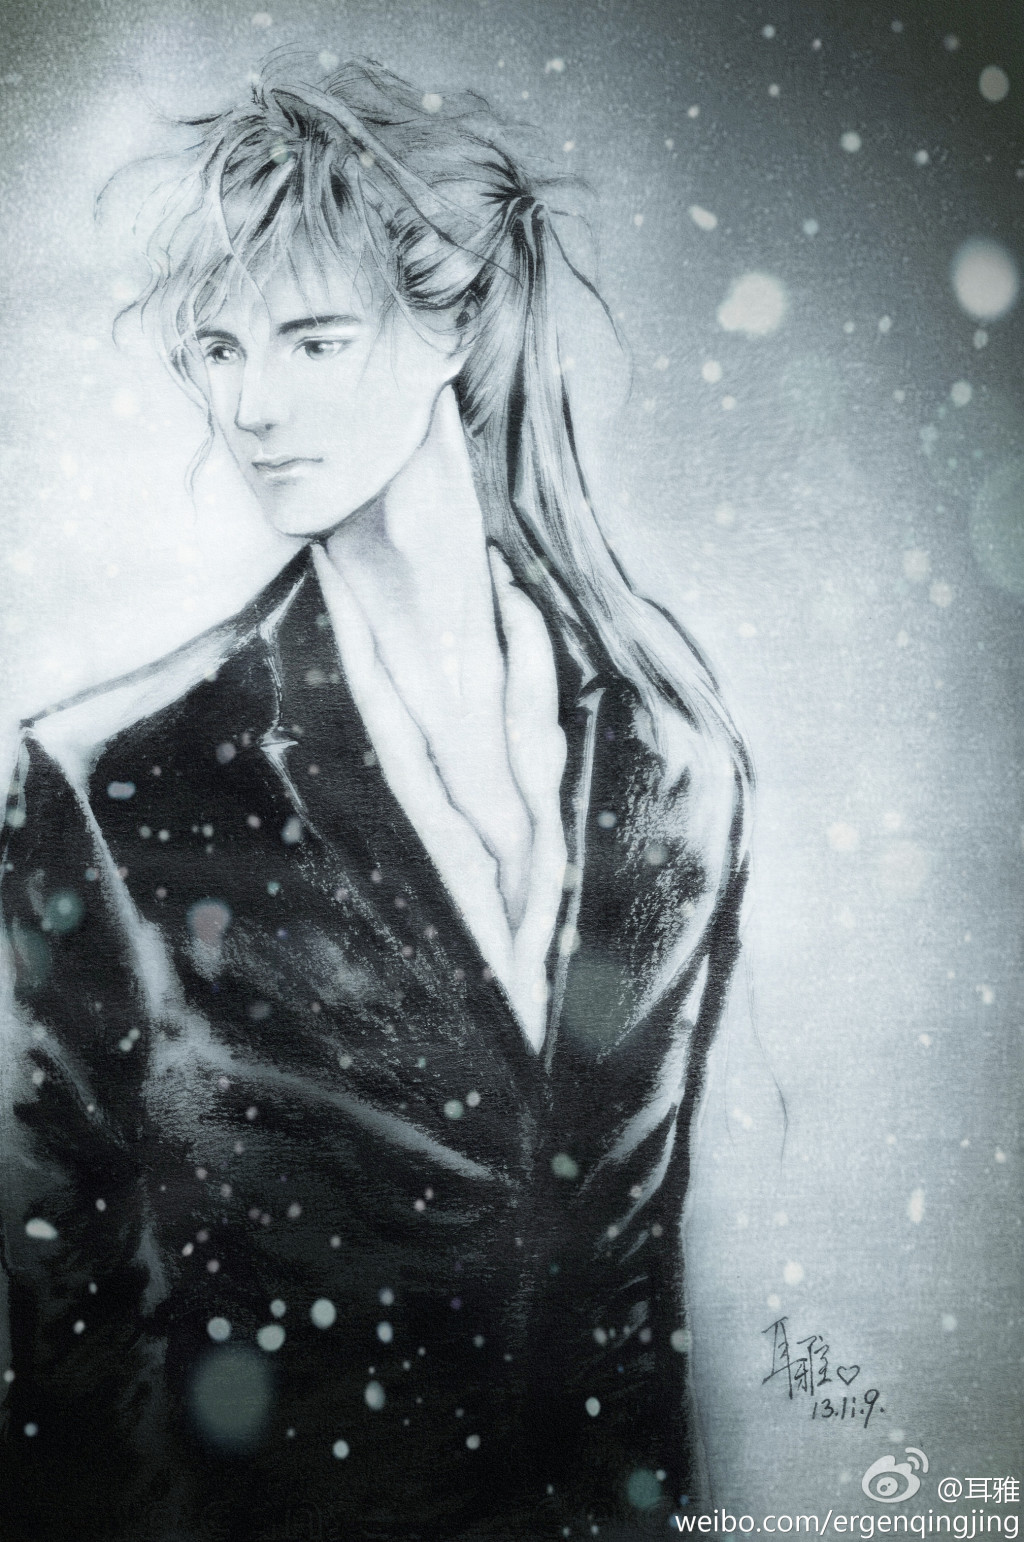 耳雅♡
13.11.9.
@耳雅
weibo.com/ergenqingjing